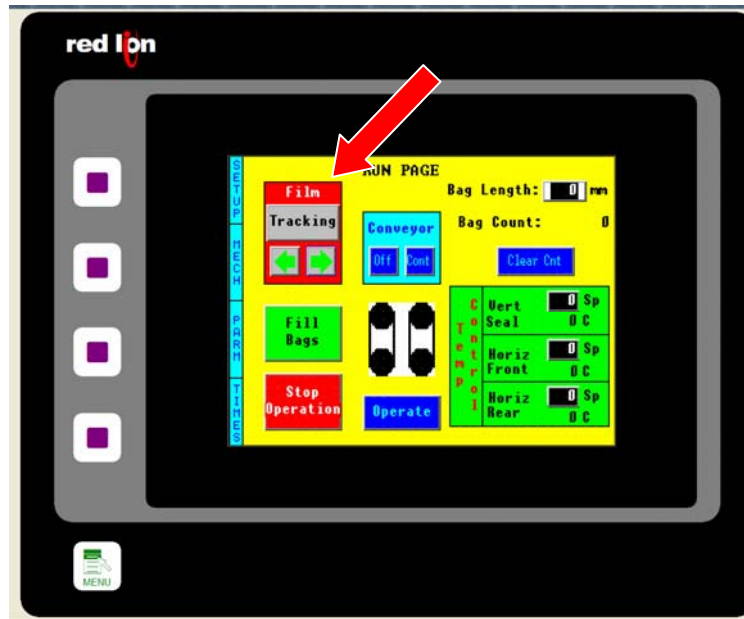 red lion
RUN PAGE
SETUP
MECH
PARM
TIMES
Film
Tracking
Bag Length: 0 mm
Conveyor
Off Cont
Bag Count: 0
Clear Cnt
Fill
Bags
Stop
Operation
Operate
Temp Control
Vert 0 Sp
Seal 0 C
Horiz 0 Sp
Front 0 C
Horiz 0 Sp
Rear 0 C
MENU